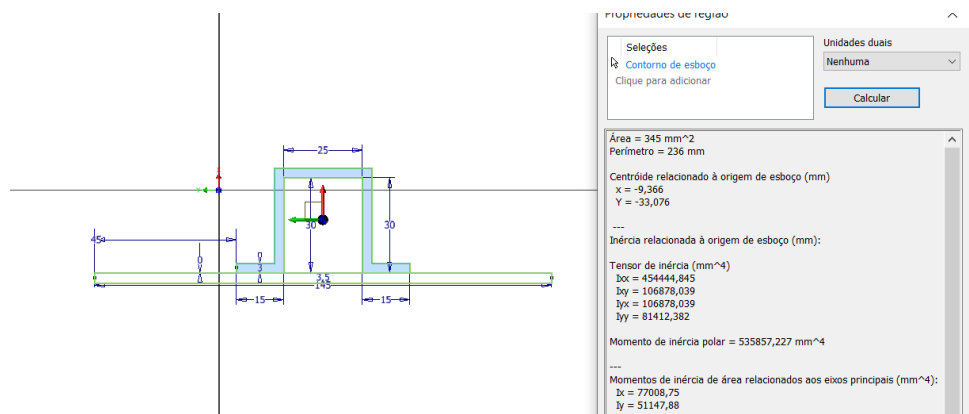 Propriedades de região
Seleções
Contorno de esboço
Clique para adicionar
Unidades duais
Nenhuma
Calcular
Área = 345 mm^2
Perímetro = 236 mm
Centróide relacionado à origem de esboço (mm)
x = -9,366
Y = -33,076
---
Inércia relacionada à origem de esboço (mm):
Tensor de inércia (mm^4)
Ixx = 454444,845
Ixy = 106878,039
Iyx = 106878,039
Iyy = 81412,382
Momento de inércia polar = 535857,227 mm^4
---
Momentos de inércia de área relacionados aos eixos principais (mm^4):
Ix = 77008,75
Iy = 51147,88
25
30
30
45
3
3,5
145
15
15